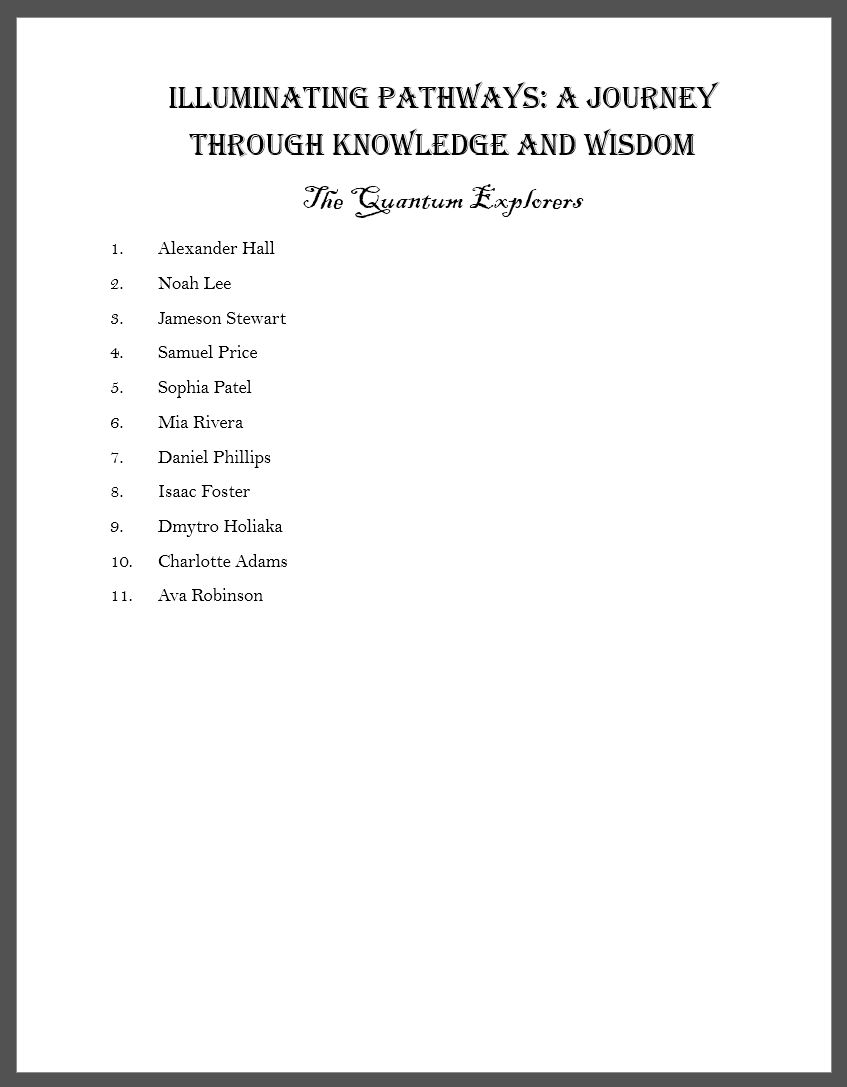 ILLUMINATING PATHWAYS: A JOURNEY
THROUGH KNOWLEDGE AND WISDOM
The Quantum Explorers
1. Alexander Hall
2. Noah Lee
3. Jameson Stewart
4. Samuel Price
5. Sophia Patel
6. Mia Rivera
7. Daniel Phillips
8. Isaac Foster
9. Dmytro Holiaka
10. Charlotte Adams
11. Ava Robinson